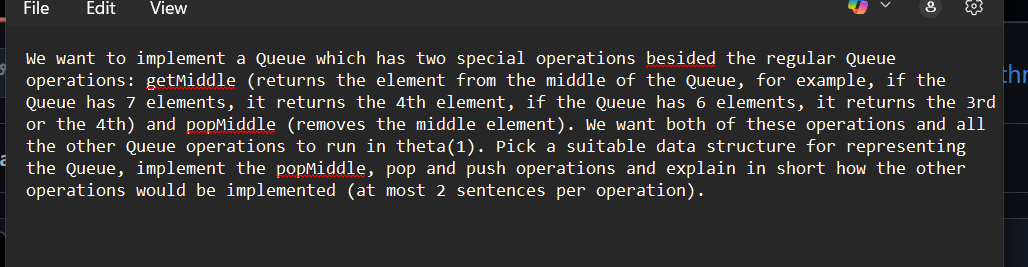 File Edit View
We want to implement a Queue which has two special operations besided the regular Queue
operations: getMiddle (returns the element from the middle of the Queue, for example, if the
Queue has 7 elements, it returns the 4th element, if the Queue has 6 elements, it returns the 3rd
or the 4th) and popMiddle (removes the middle element). We want both of these operations and all
the other Queue operations to run in theta(1). Pick a suitable data structure for representing
the Queue, implement the popMiddle, pop and push operations and explain in short how the other
operations would be implemented (at most 2 sentences per operation).